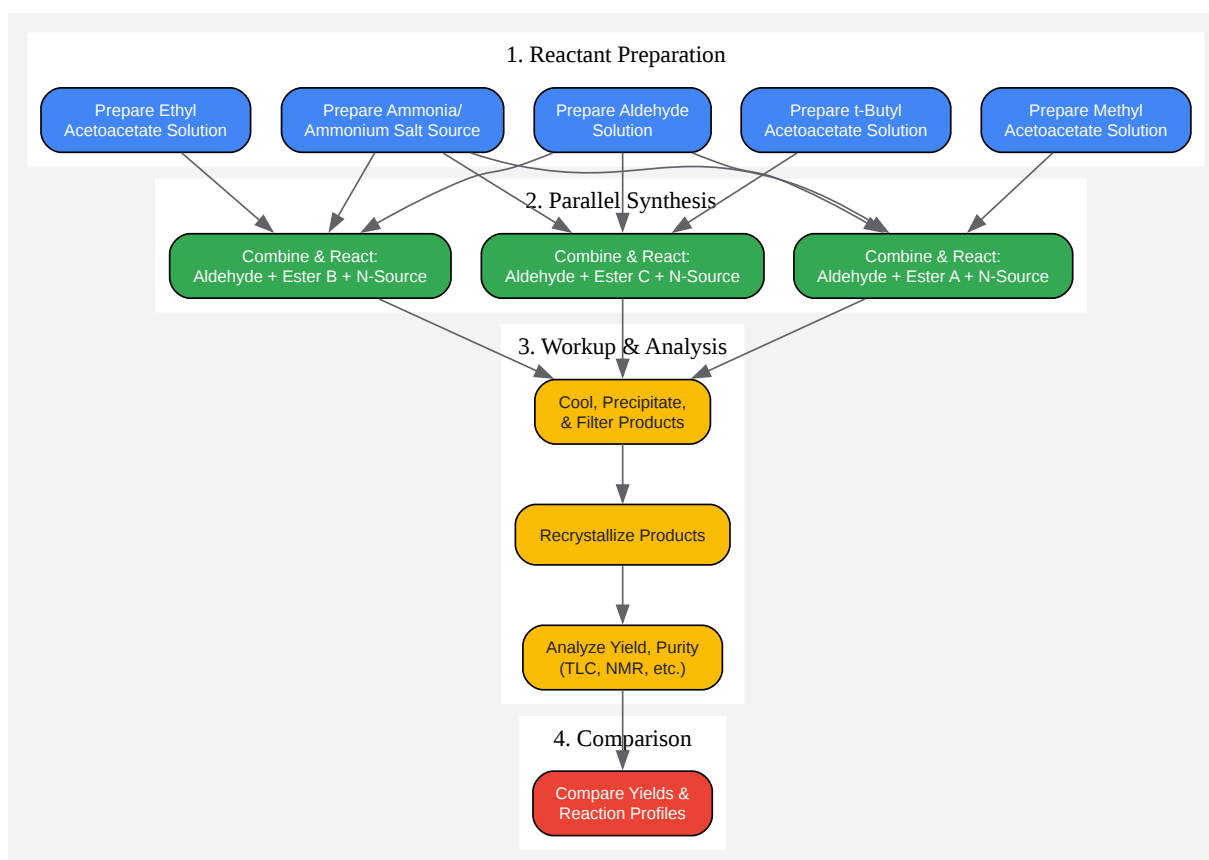 1. Reactant Preparation
Prepare Ethyl
Acetoacetate Solution
Prepare Ammonia/
Ammonium Salt Source
Prepare Aldehyde
Solution
Prepare t-Butyl
Acetoacetate Solution
Prepare Methyl
Acetoacetate Solution
2. Parallel Synthesis
Combine & React:
Aldehyde + Ester B + N-Source
Combine & React:
Aldehyde + Ester C + N-Source
Combine & React:
Aldehyde + Ester A + N-Source
3. Workup & Analysis
Cool, Precipitate,
& Filter Products
Recrystallize Products
Analyze Yield, Purity
(TLC, NMR, etc.)
4. Comparison
Compare Yields &
Reaction Profiles